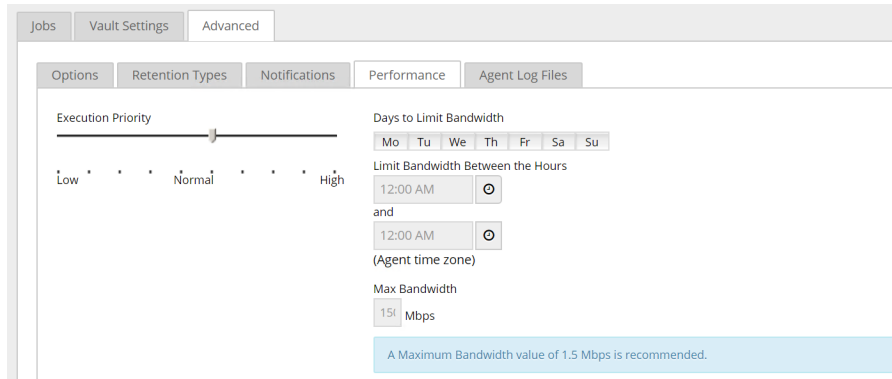 Jobs Vault Settings Advanced
Options Retention Types Notifications Performance Agent Log Files
Execution Priority
Low Normal High
Days to Limit Bandwidth
Mo Tu We Th Fr Sa Su
Limit Bandwidth Between the Hours
12:00 AM
and
12:00 AM
(Agent time zone)
Max Bandwidth
Mbps
A Maximum Bandwidth value of 1.5 Mbps is recommended.